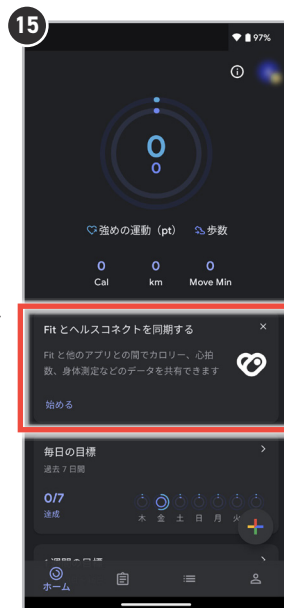 15
97%
0
0
強めの運動（pt） 歩数
0 0 0
Cal km Move Min
Fit とヘルスコネクトを同期する
Fit と他のアプリとの間でカロリー、心拍
数、身体測定などのデータを共有できます
始める
毎日の目標
過去 7 日間
0/7
達成
木 金 土 日 月 火
ホーム